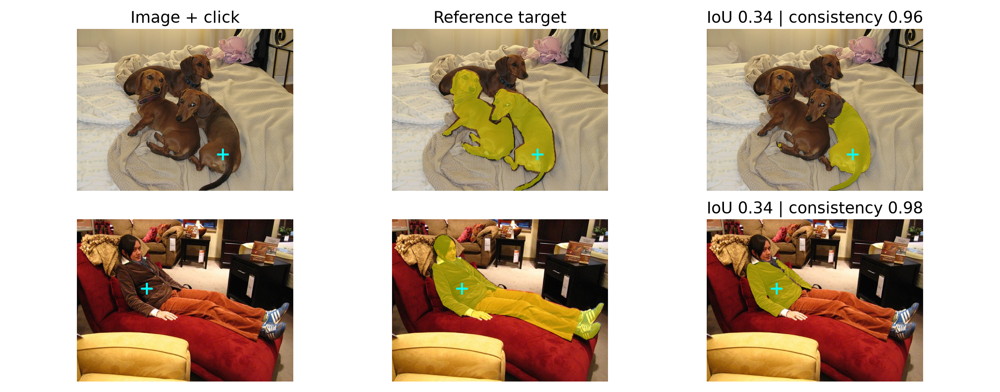 Image + click
Reference target
IoU 0.34 | consistency 0.96
IoU 0.34 | consistency 0.98